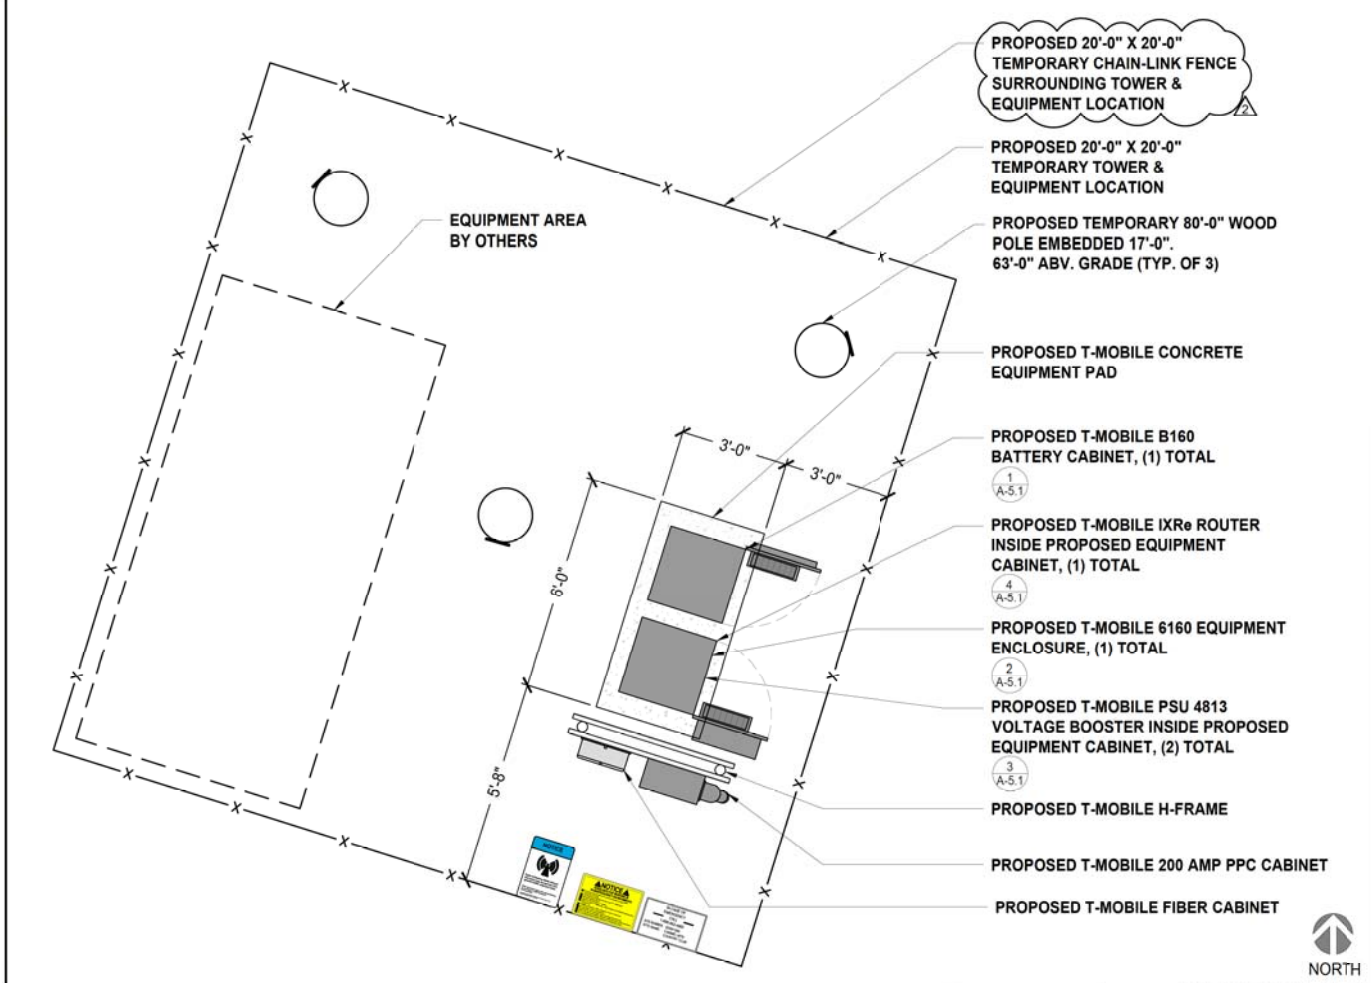 PROPOSED 20'-0" X 20'-0"
TEMPORARY CHAIN-LINK FENCE
SURROUNDING TOWER &
EQUIPMENT LOCATION
2
PROPOSED 20'-0" X 20'-0"
TEMPORARY TOWER &
EQUIPMENT LOCATION
PROPOSED TEMPORARY 80'-0" WOOD
POLE EMBEDDED 17'-0".
63'-0" ABV. GRADE (TYP. OF 3)
EQUIPMENT AREA
BY OTHERS
PROPOSED T-MOBILE CONCRETE
EQUIPMENT PAD
PROPOSED T-MOBILE B160
BATTERY CABINET, (1) TOTAL
1
A-5.1
PROPOSED T-MOBILE IXRe ROUTER
INSIDE PROPOSED EQUIPMENT
CABINET, (1) TOTAL
4
A-5.1
PROPOSED T-MOBILE 6160 EQUIPMENT
ENCLOSURE, (1) TOTAL
2
A-5.1
PROPOSED T-MOBILE PSU 4813
VOLTAGE BOOSTER INSIDE PROPOSED
EQUIPMENT CABINET, (2) TOTAL
3
A-5.1
PROPOSED T-MOBILE H-FRAME
PROPOSED T-MOBILE 200 AMP PPC CABINET
PROPOSED T-MOBILE FIBER CABINET
3'-0"
3'-0"
6'-0"
5'-8"
NOTICE
NOTICE
NORTH